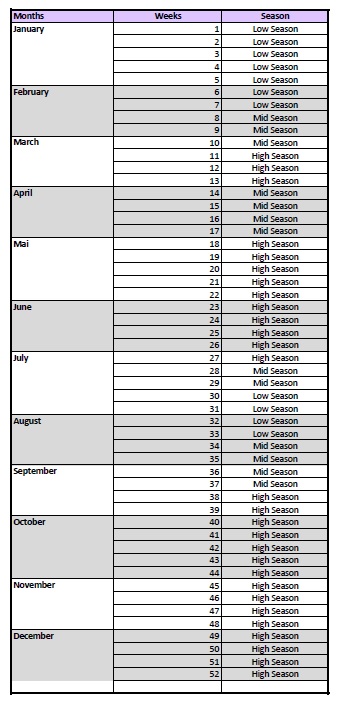 Months Weeks Season
January 1 Low Season
2 Low Season
3 Low Season
4 Low Season
5 Low Season
February 6 Low Season
7 Low Season
8 Mid Season
9 Mid Season
March 10 Mid Season
11 High Season
12 High Season
13 High Season
April 14 Mid Season
15 Mid Season
16 Mid Season
17 Mid Season
Mai 18 High Season
19 High Season
20 High Season
21 High Season
22 High Season
June 23 High Season
24 High Season
25 High Season
26 High Season
July 27 High Season
28 Mid Season
29 Mid Season
30 Low Season
31 Low Season
August 32 Low Season
33 Low Season
34 Mid Season
35 Mid Season
September 36 Mid Season
37 Mid Season
38 High Season
39 High Season
October 40 High Season
41 High Season
42 High Season
43 High Season
44 High Season
November 45 High Season
46 High Season
47 High Season
48 High Season
December 49 High Season
50 High Season
51 High Season
52 High Season